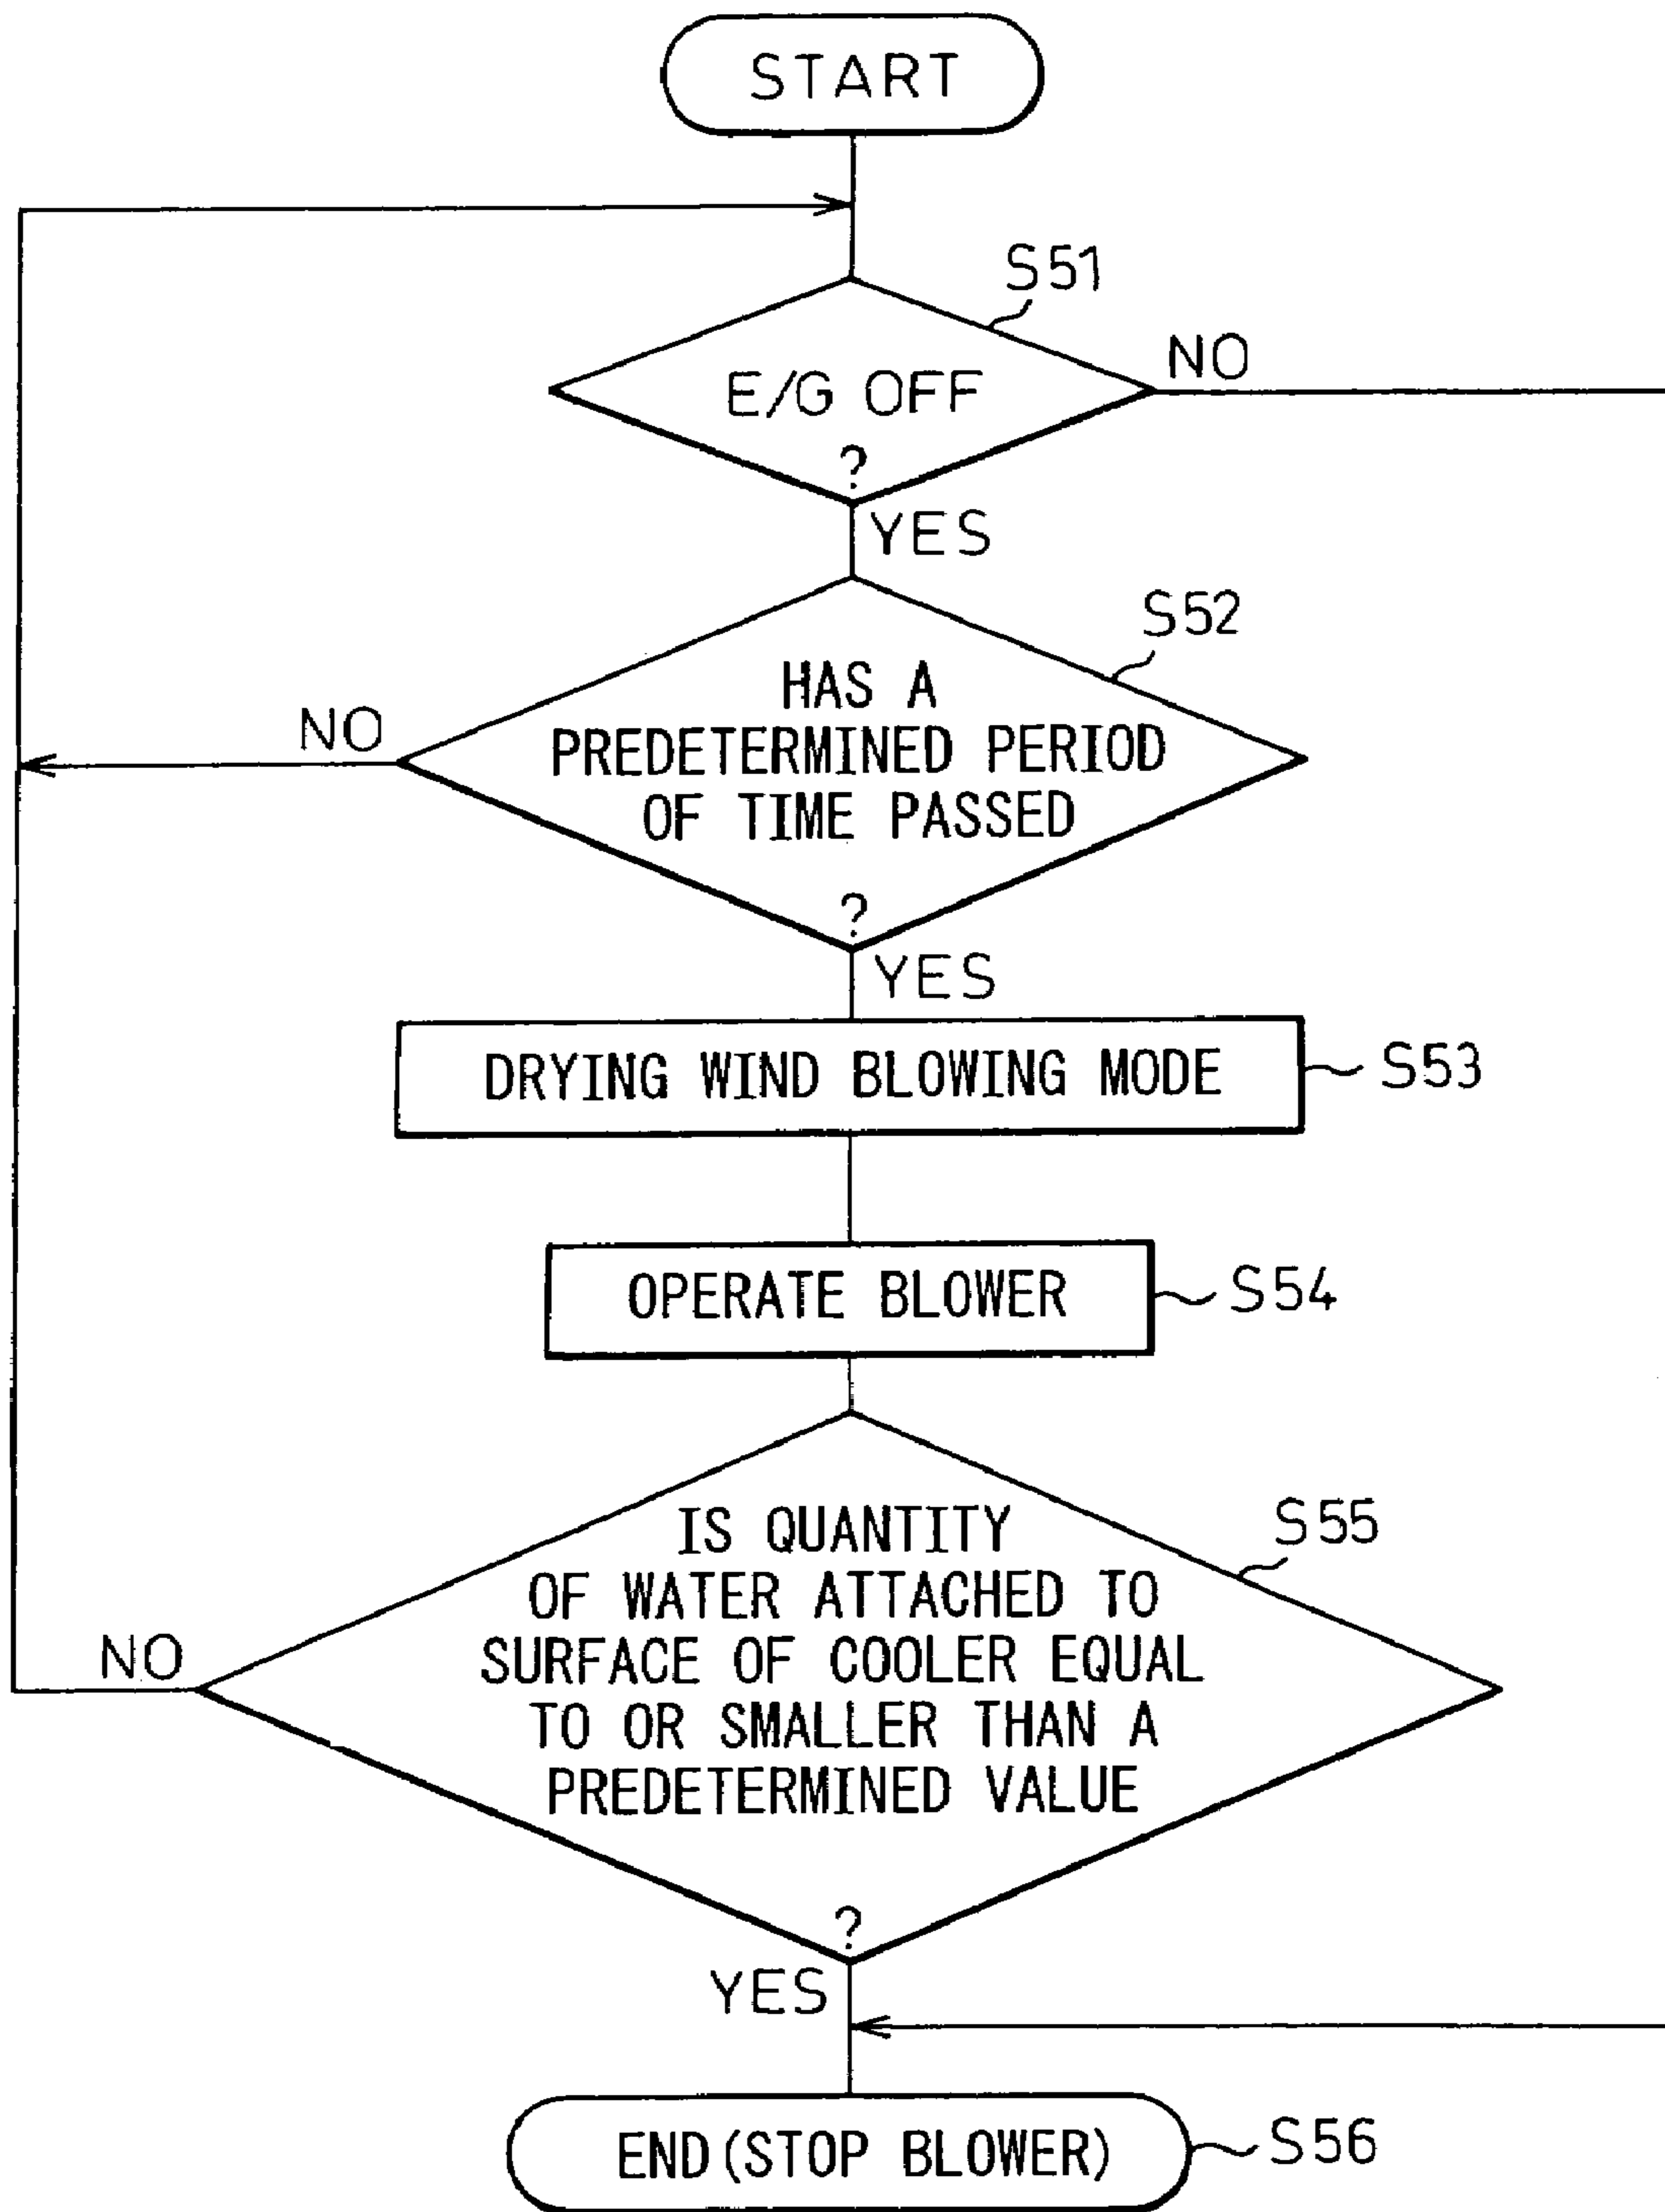 START
S51
E/G OFF
?
NO
YES
S52
HAS A
PREDETERMINED PERIOD
OF TIME PASSED
?
NO
YES
DRYING WIND BLOWING MODE
S53
OPERATE BLOWER
S54
S55
IS QUANTITY
OF WATER ATTACHED TO
SURFACE OF COOLER EQUAL
TO OR SMALLER THAN A
PREDETERMINED VALUE
?
NO
YES
END(STOP BLOWER)
S56